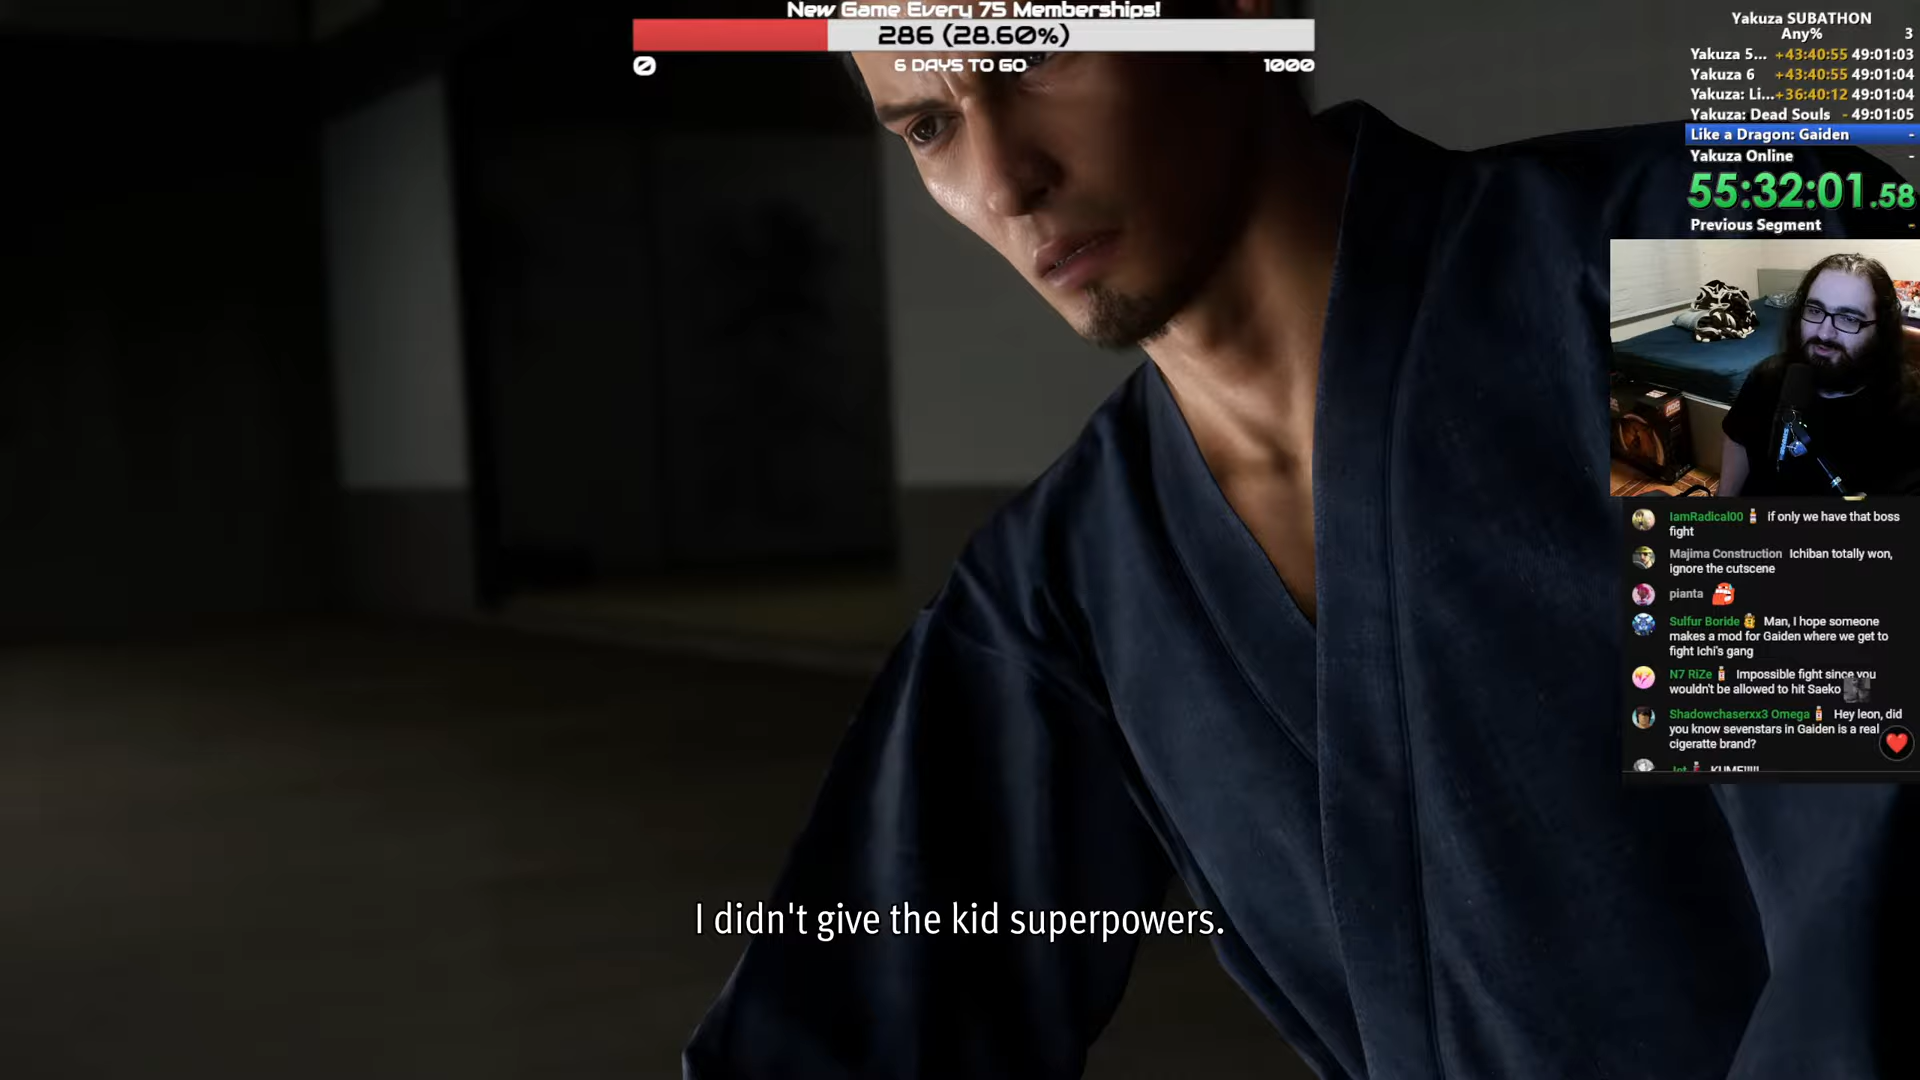 New Game Every 75 Memberships!
286 (28.60%)
0
6 DAYS TO GO
1000
Yakuza SUBATHON
Any%
3
Yakuza 5... +43:40:55 49:01:03
Yakuza 6 +43:40:55 49:01:04
Yakuza: Li...+36:40:12 49:01:04
Yakuza: Dead Souls - 49:01:05
Like a Dragon: Gaiden -
Yakuza Online -
55:32:01.58
Previous Segment -
IamRadical00 if only we have that boss
fight
Majima Construction Ichiban totally won,
ignore the cutscene
pianta
Sulfur Boride Man, I hope someone
makes a mod for Gaiden where we get to
fight Ichi's gang
N7 RiZe Impossible fight since you
wouldn't be allowed to hit Saeko
Shadowchaserxx3 Omega Hey leon, did
you know sevenstars in Gaiden is a real
cigeratte brand?
I didn't give the kid superpowers.